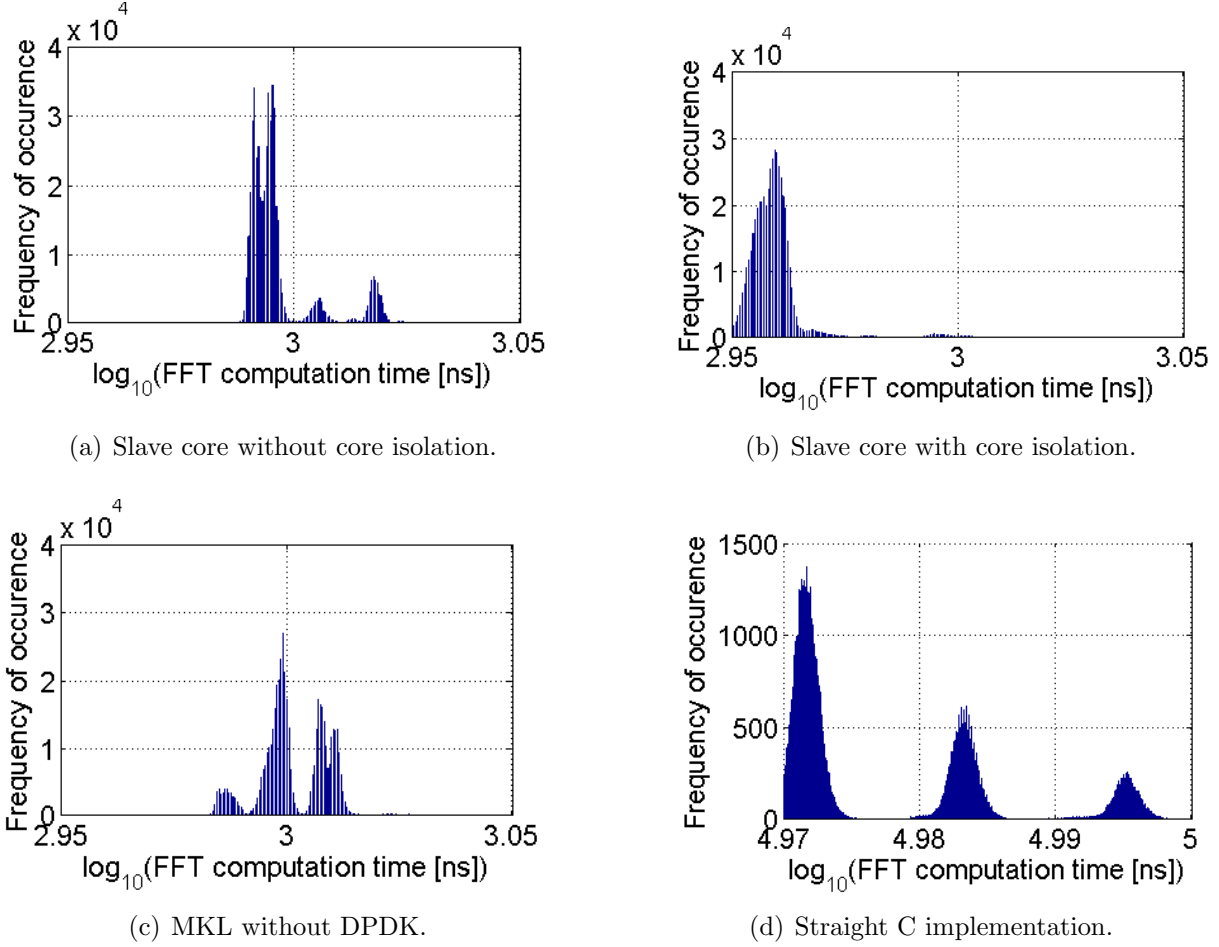 x 10^4
4
3
2
1
0
2.95 3 3.05
Frequency of occurence
log_10(FFT computation time [ns])
(a) Slave core without core isolation.
x 10^4
4
3
2
1
0
2.95 3 3.05
Frequency of occurence
log_10(FFT computation time [ns])
(b) Slave core with core isolation.
x 10^4
4
3
2
1
0
2.95 3 3.05
Frequency of occurence
log_10(FFT computation time [ns])
(c) MKL without DPDK.
1500
1000
500
0
4.97 4.98 4.99 5
Frequency of occurence
log_10(FFT computation time [ns])
(d) Straight C implementation.